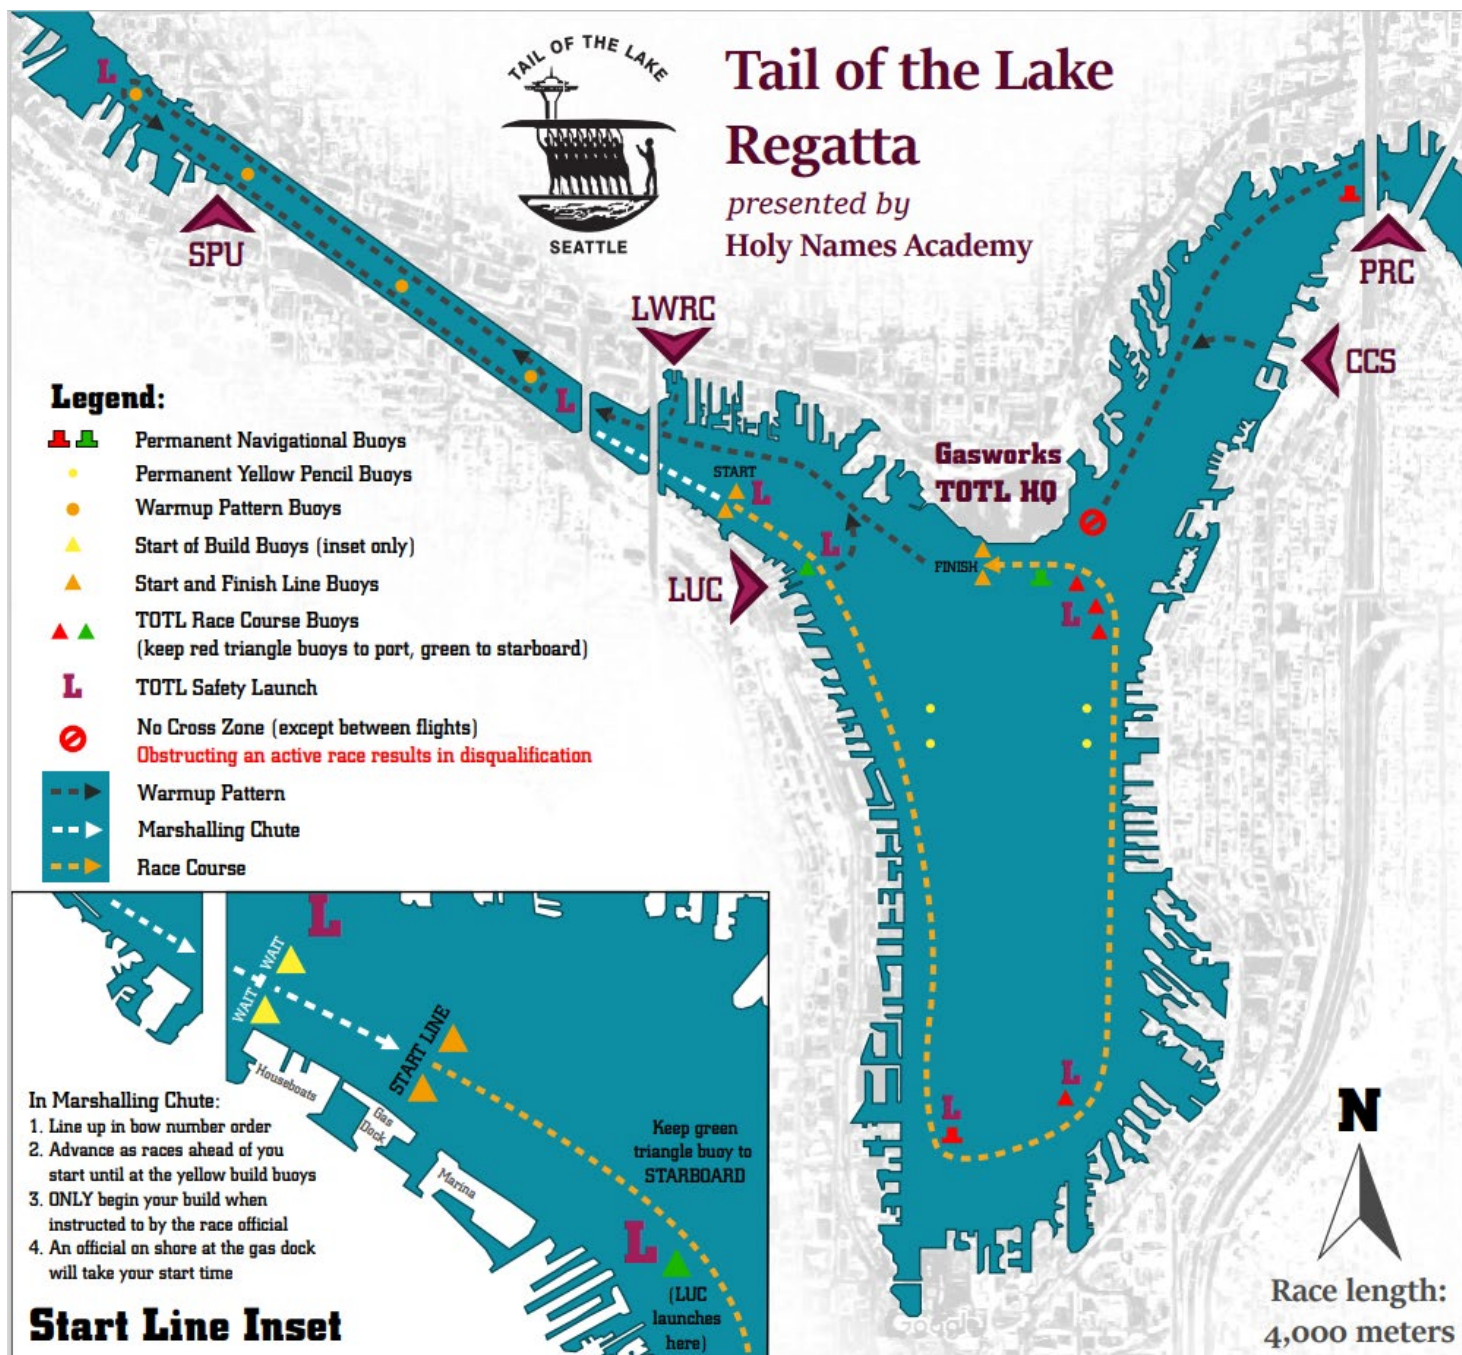 TAIL OF THE LAKE
SEATTLE
Tail of the Lake
Regatta
presented by
Holy Names Academy
L
SPU
LWRC
PRC
CCS
L
Legend:
Permanent Navigational Buoys
Permanent Yellow Pencil Buoys
Warmup Pattern Buoys
Start of Build Buoys (inset only)
Start and Finish Line Buoys
TOTL Race Course Buoys
(keep red triangle buoys to port, green to starboard)
L
TOTL Safety Launch
No Cross Zone (except between flights)
Obstructing an active race results in disqualification
Warmup Pattern
Marshalling Chute
Race Course
Gasworks
TOTL HQ
START
L
L
FINISH
LUC
L
L
L
L
WAIT
WAIT
START LINE
Houseboats
Gas
Dock
Marina
Keep green
triangle buoy to
STARBOARD
L
(LUC
launches
here)
In Marshalling Chute:
1. Line up in bow number order
2. Advance as races ahead of you
start until at the yellow build buoys
3. ONLY begin your build when
instructed to by the race official
4. An official on shore at the gas dock
will take your start time
Start Line Inset
Google
N
Race length:
4,000 meters